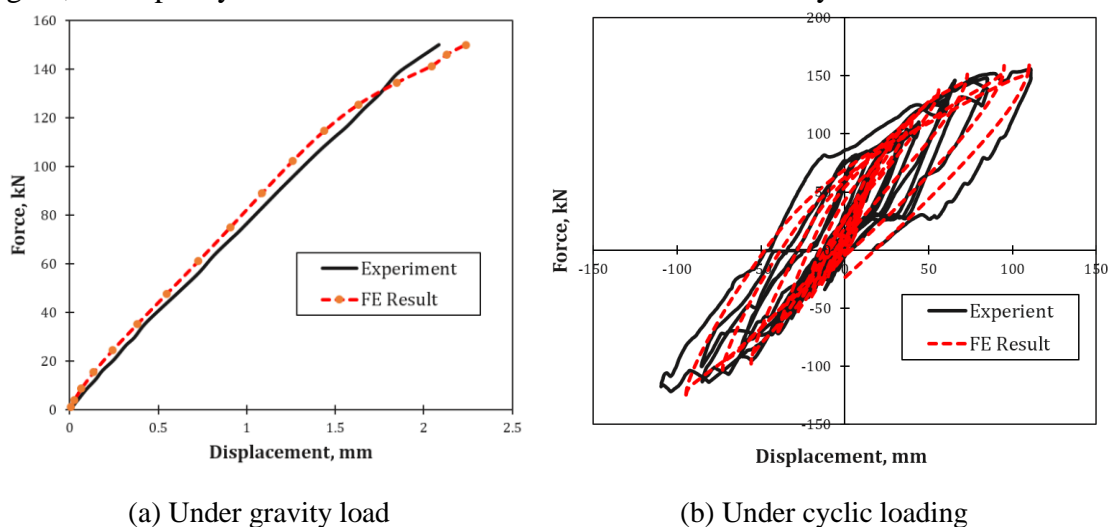 160
140
120
100
80
60
40
20
0
Force, kN
Experiment
FE Result
0 0.5 1 1.5 2 2.5
Displacement, mm
(a) Under gravity load
200
150
100
50
0
-50
-100
-150
Force, kN
-150 -100 -50 0 50 100 150
Experient
FE Result
Displacement, mm
(b) Under cyclic loading